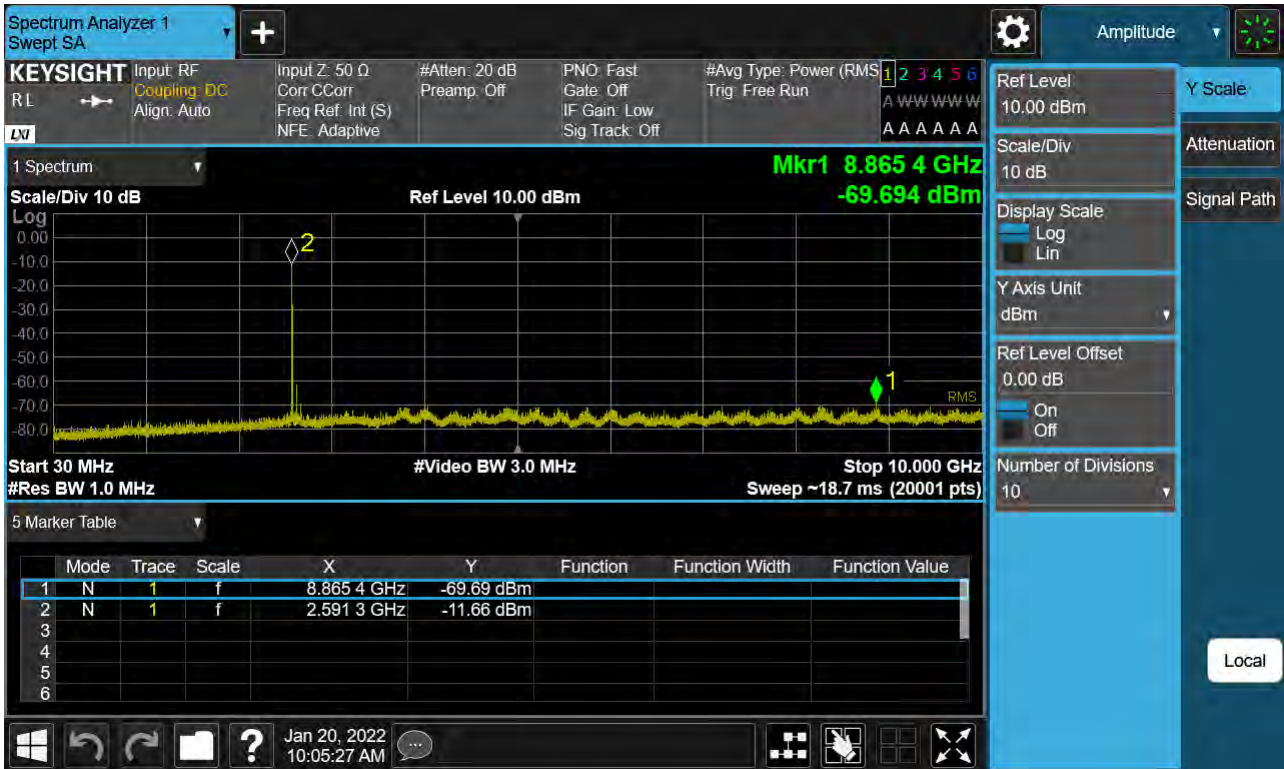 Spectrum Analyzer 1
Swept SA
+
Amplitude
KEYSIGHT
RL
LXI
Input: RF
Coupling: DC
Align: Auto
Input Z: 50 Ω
Corr CCorr
Freq Ref: Int (S)
NFE: Adaptive
#Atten: 20 dB
Preamp: Off
PNO: Fast
Gate: Off
IF Gain: Low
Sig Track: Off
#Avg Type: Power (RMS
Trig: Free Run
1 2 3 4 5 6
A W W W W W
A A A A A A
1 Spectrum
Mkr1 8.865 4 GHz
-69.694 dBm
Scale/Div 10 dB
Ref Level 10.00 dBm
Log
0.00
-10.0
-20.0
-30.0
-40.0
-50.0
-60.0
-70.0
-80.0
2
1
RMS
Start 30 MHz
#Video BW 3.0 MHz
Stop 10.000 GHz
#Res BW 1.0 MHz
Sweep ~18.7 ms (20001 pts)
5 Marker Table
Mode Trace Scale X Y Function Function Width Function Value
1 N 1 f 8.865 4 GHz -69.69 dBm
2 N 1 f 2.591 3 GHz -11.66 dBm
3
4
5
6
Ref Level
10.00 dBm
Scale/Div
10 dB
Display Scale
Log
Lin
Y Axis Unit
dBm
Ref Level Offset
0.00 dB
On
Off
Number of Divisions
10
Y Scale
Attenuation
Signal Path
Local
?
Jan 20, 2022
10:05:27 AM